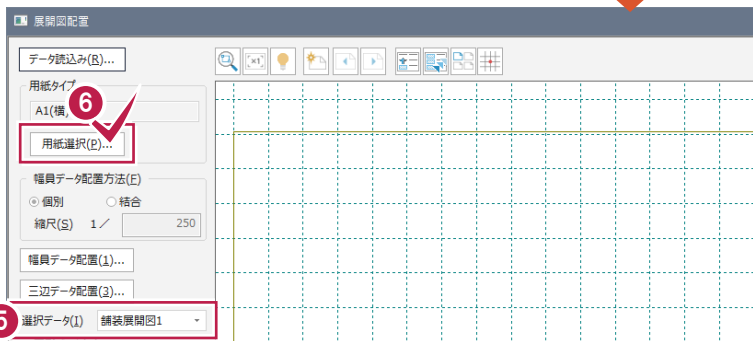 展開図配置
データ読込み(R)...
用紙タイプ
A1(横)
6
用紙選択(P)...
幅員データ配置方法(F)
個別 結合
縮尺(S) 1／ 250
幅員データ配置(1)...
三辺データ配置(3)...
5 選択データ(I) 舗装展開図1
×1